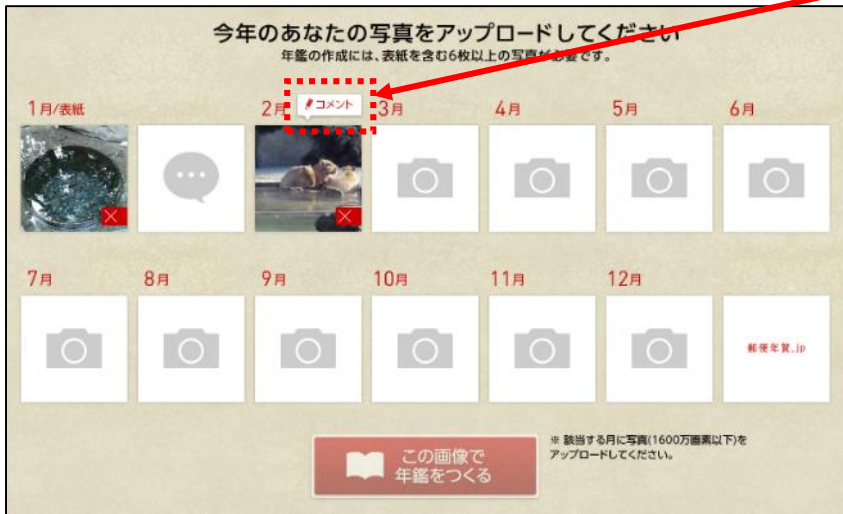 今年のあなたの写真をアップロードしてください
年鑑の作成には、表紙を含む6枚以上の写真が必要です。
1月/表紙
2月
コメント
3月
4月
5月
6月
7月
8月
9月
10月
11月
12月
郵便年賀.jp
この画像で
年鑑をつくる
※ 該当する月に写真(1600万画素以下)を
アップロードしてください。